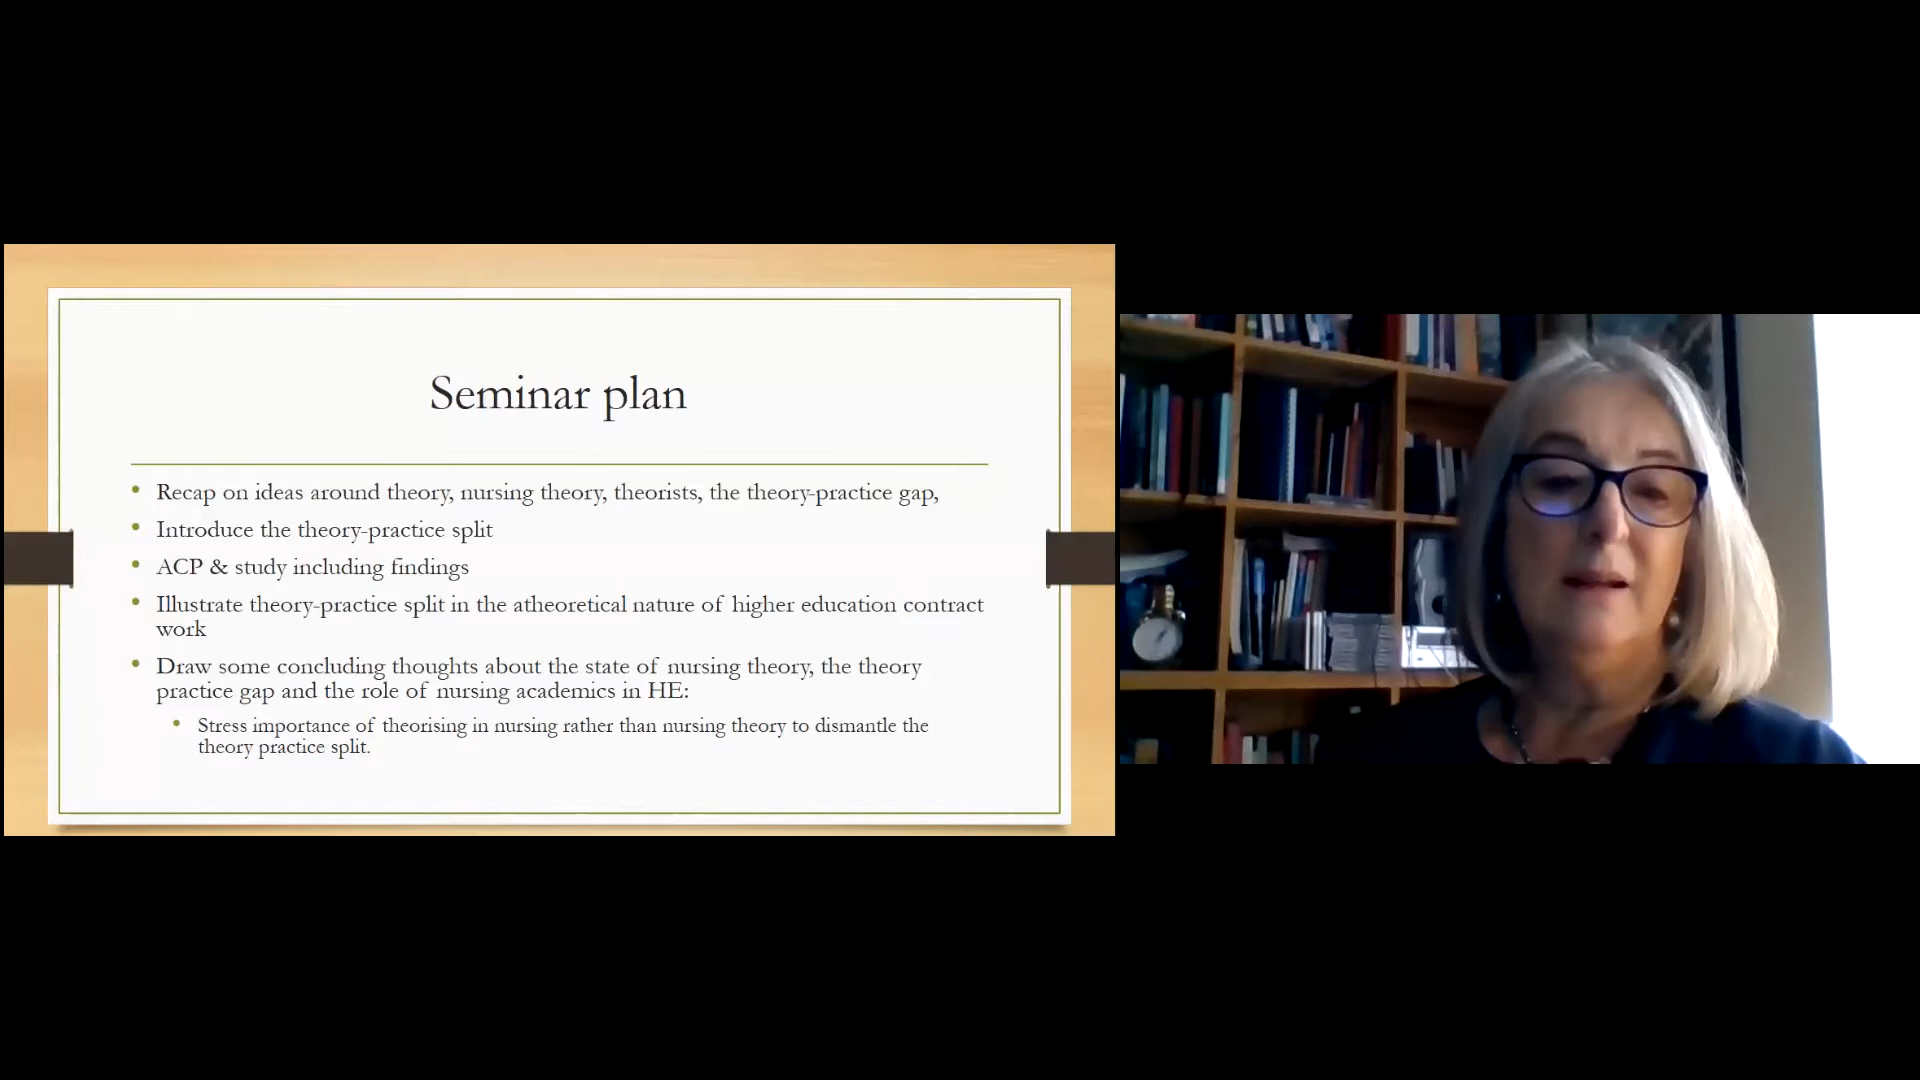 Seminar plan
• Recap on ideas around theory, nursing theory, theorists, the theory-practice gap,
• Introduce the theory-practice split
• ACP & study including findings
• Illustrate theory-practice split in the atheoretical nature of higher education contract
work
• Draw some concluding thoughts about the state of nursing theory, the theory
practice gap and the role of nursing academics in HE:
• Stress importance of theorising in nursing rather than nursing theory to dismantle the
theory practice split.